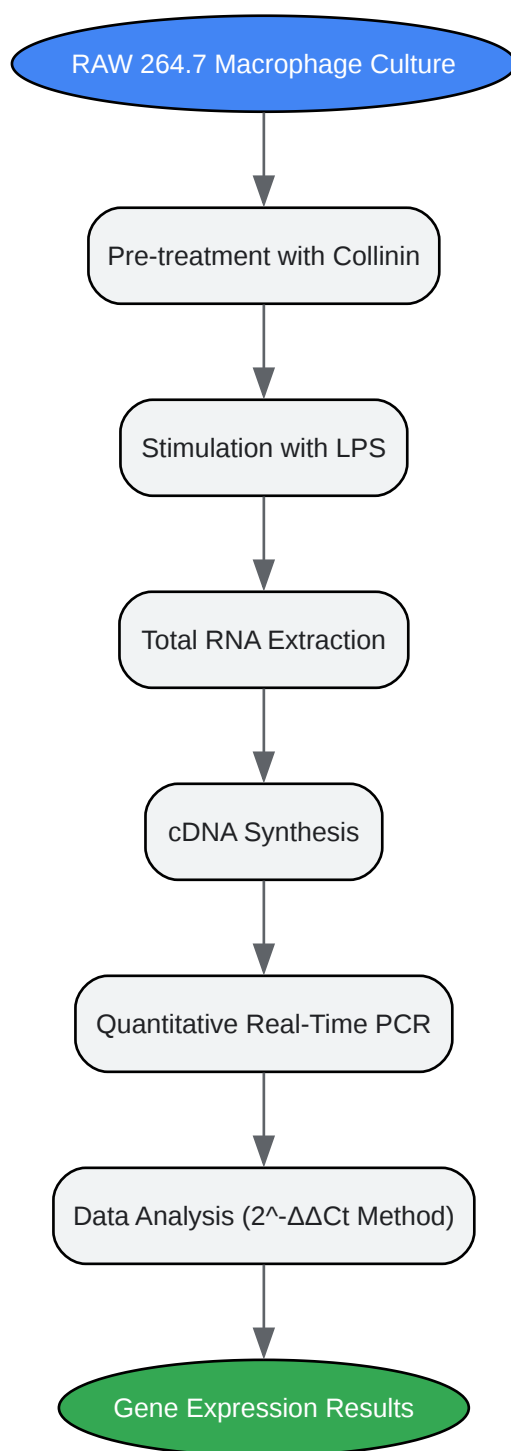 RAW 264.7 Macrophage Culture
Pre-treatment with Collinin
Stimulation with LPS
Total RNA Extraction
cDNA Synthesis
Quantitative Real-Time PCR
Data Analysis (2^-ΔΔCt Method)
Gene Expression Results